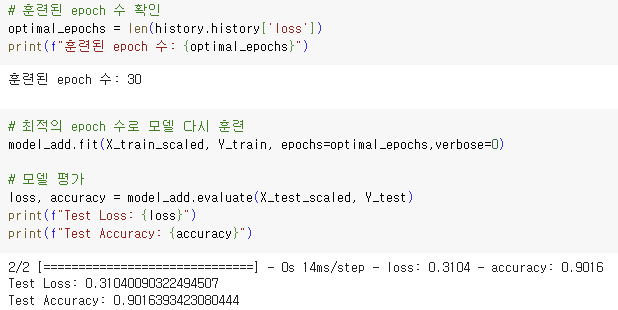 # 훈련된 epoch 수 확인
optimal_epochs = len(history.history['loss'])
print(f"훈련된 epoch 수: {optimal_epochs}")
훈련된 epoch 수: 30
# 최적의 epoch 수로 모델 다시 훈련
model_add.fit(X_train_scaled, Y_train, epochs=optimal_epochs,verbose=0)
# 모델 평가
loss, accuracy = model_add.evaluate(X_test_scaled, Y_test)
print(f"Test Loss: {loss}")
print(f"Test Accuracy: {accuracy}")
2/2 [==============================] - 0s 14ms/step - loss: 0.3104 - accuracy: 0.9016
Test Loss: 0.31040090322494507
Test Accuracy: 0.9016393423080444